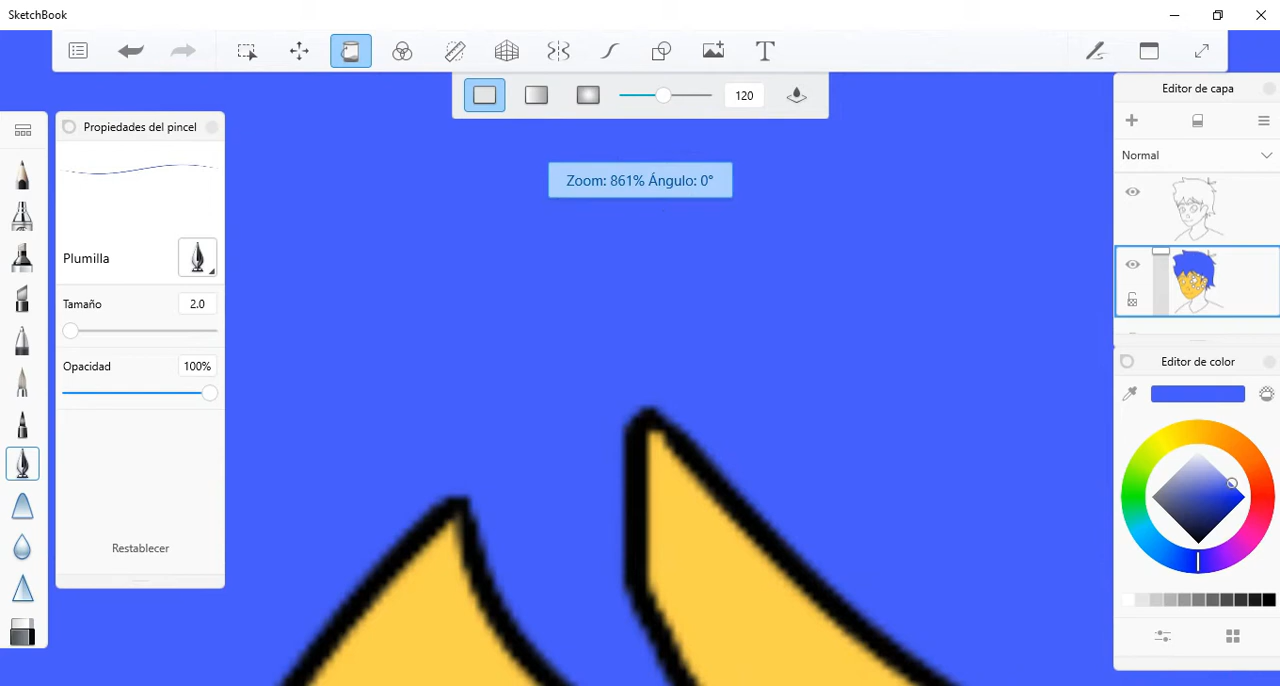 SketchBook
120
Propiedades del pincel
Editor de capa
Normal
Zoom: 861% Ángulo: 0°
Plumilla
Tamaño
2.0
Opacidad
100%
Editor de color
Restablecer